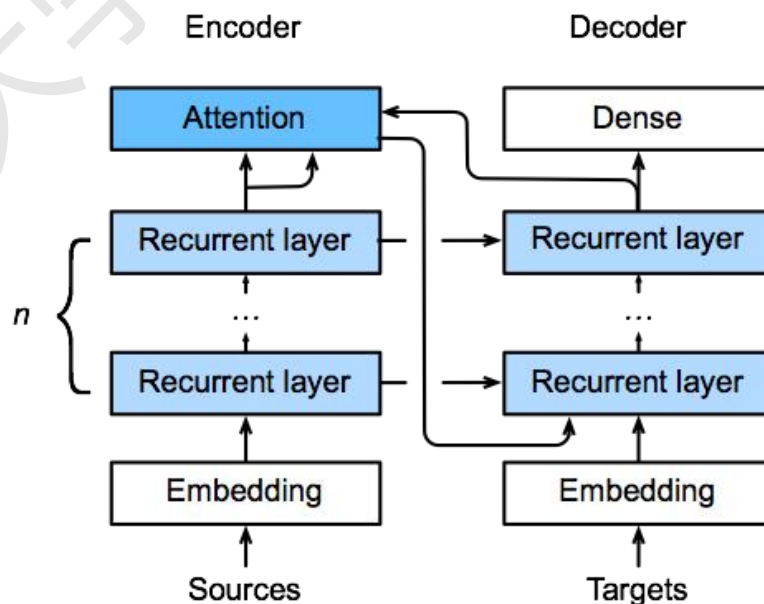 Encoder
Decoder
Attention
Dense
Recurrent layer
Recurrent layer
n
...
...
Recurrent layer
Recurrent layer
Embedding
Embedding
Sources
Targets